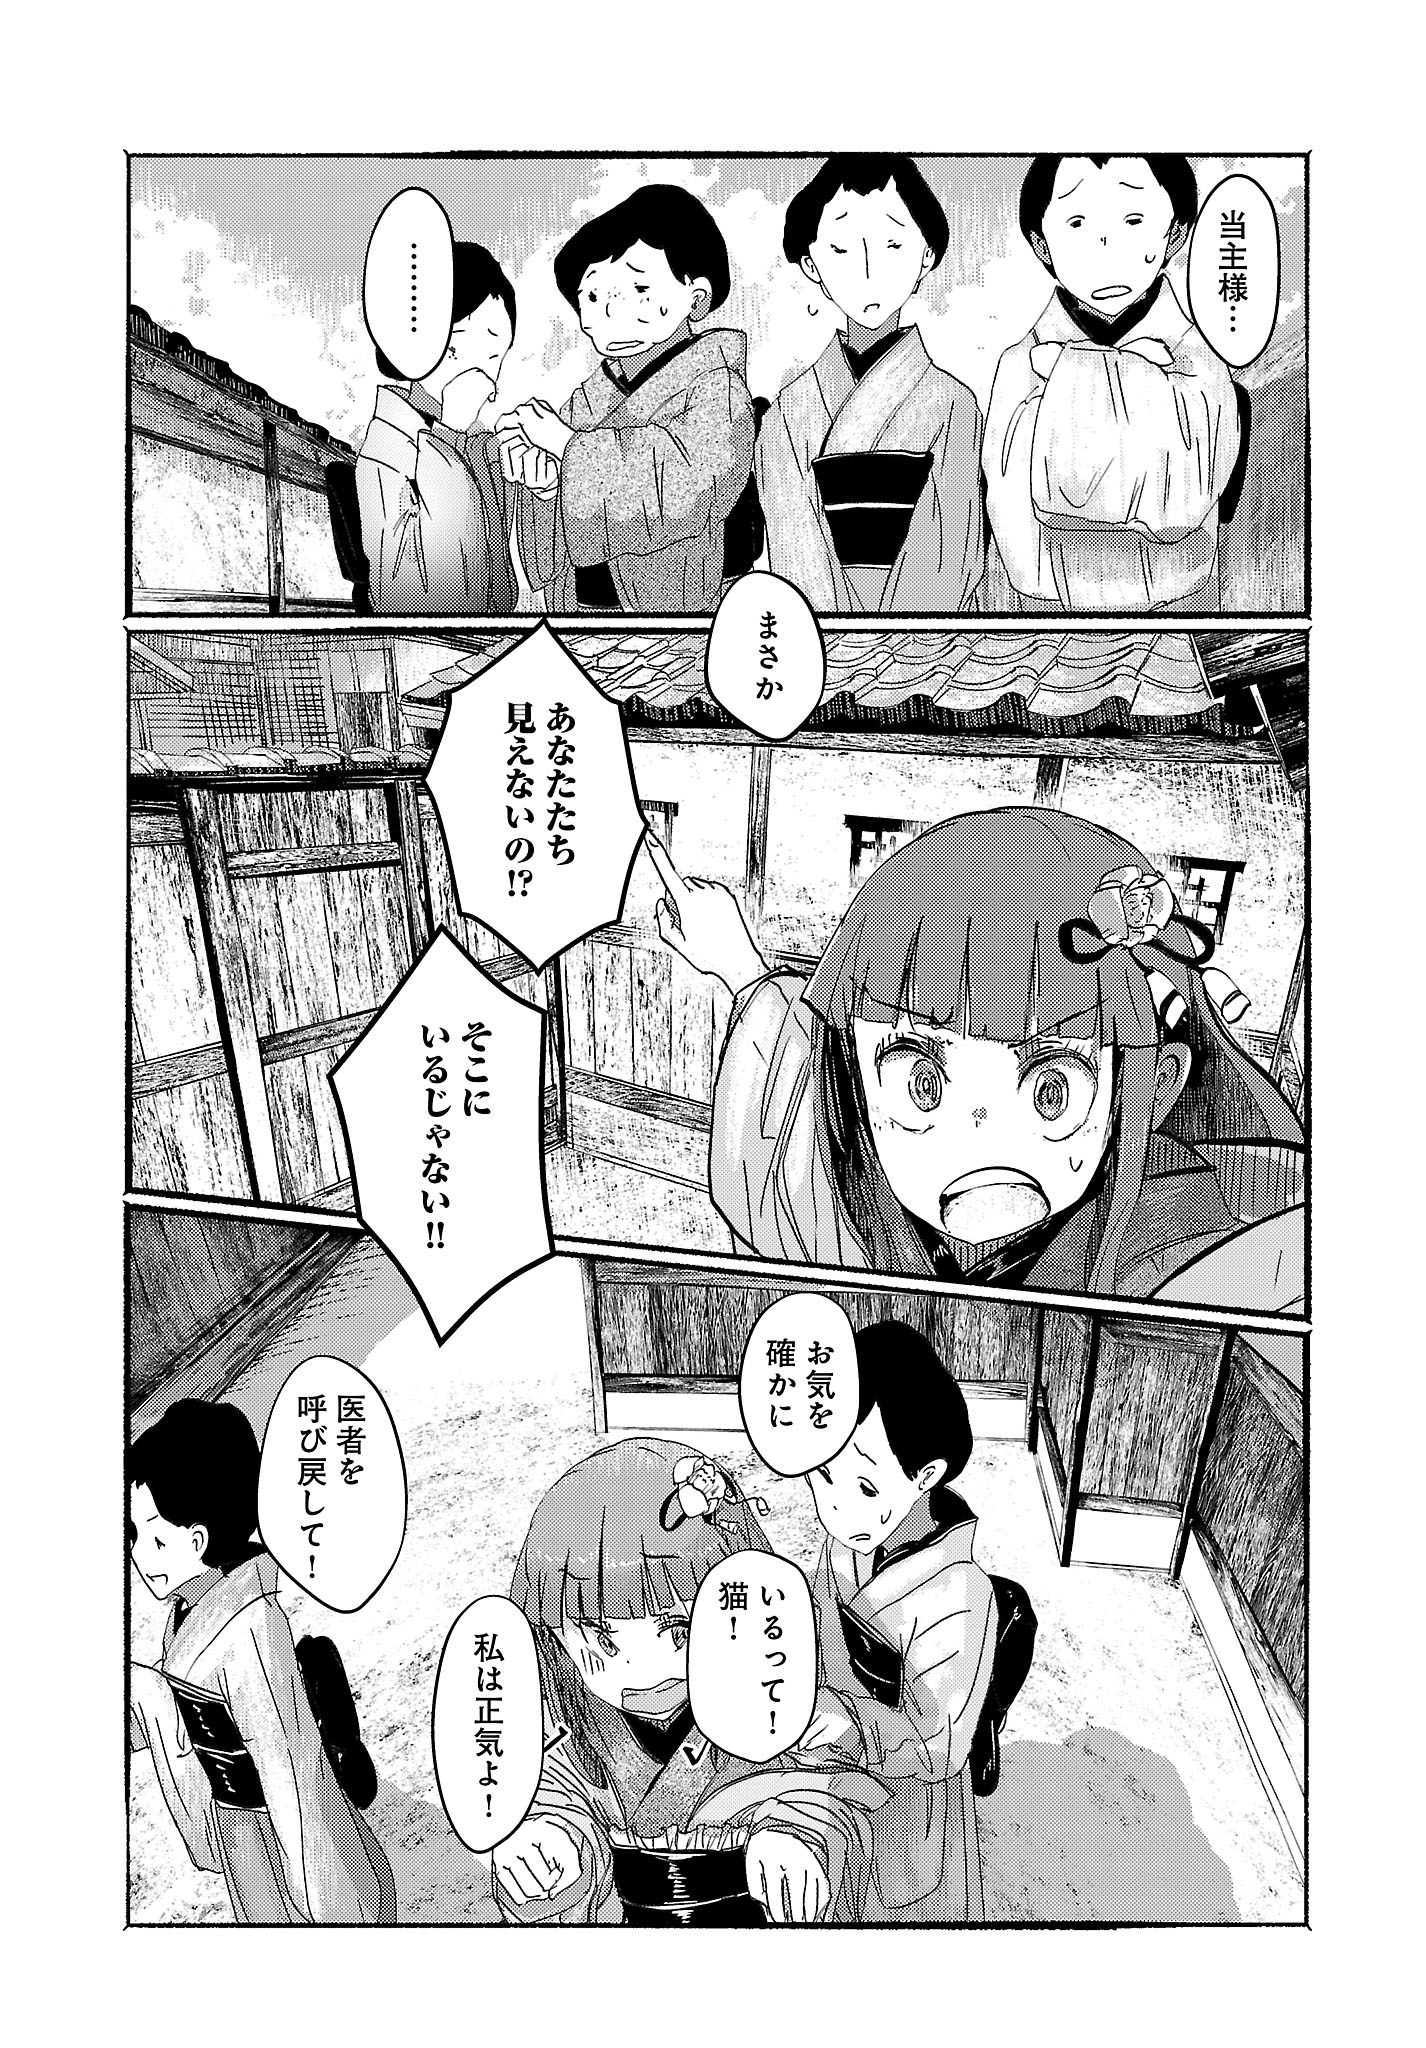 当主様…
………
まさか
あなたたち
見えないの!?
そこに
いるじゃない!!
お気を
確かに
いるって!
猫!
私は正気よ!
医者を
呼び戻して!